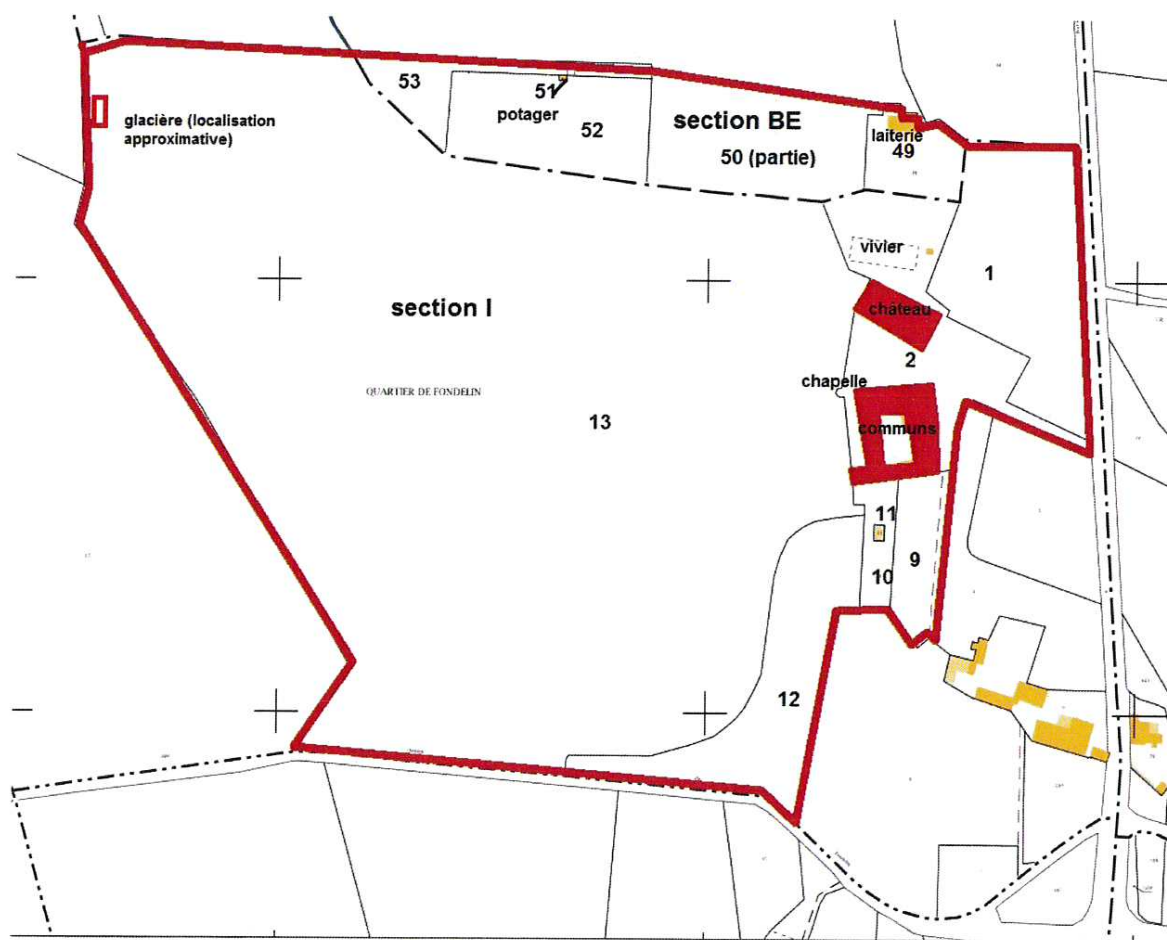 53
51
potager
52
section BE
50 (partie)
laiterie
49
glacière (localisation
approximative)
vivier
1
section I
château
2
QUARTIER DE FONDELIN
chapelle
13
communs
11
9
10
12